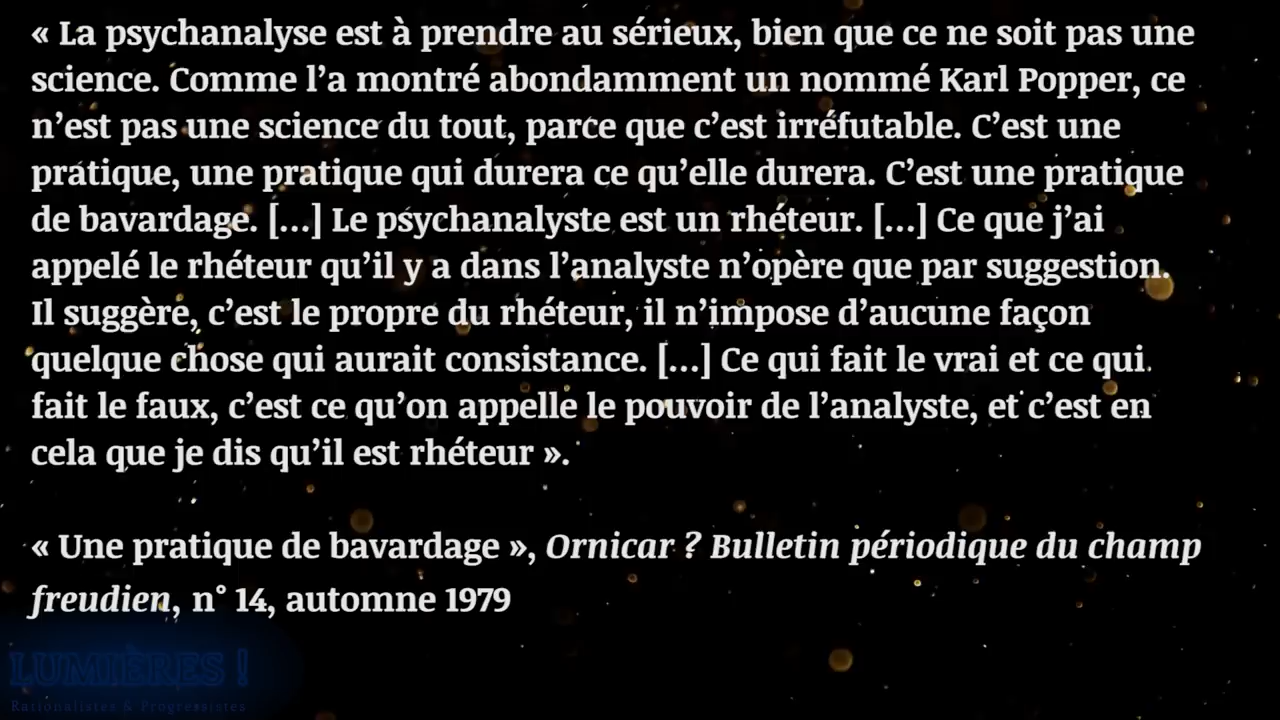 « La psychanalyse est à prendre au sérieux, bien que ce ne soit pas une
science. Comme l’a montré abondamment un nommé Karl Popper, ce
n’est pas une science du tout, parce que c’est irréfutable. C’est une
pratique, une pratique qui durera ce qu’elle durera. C’est une pratique
de bavardage. […] Le psychanalyste est un rhéteur. […] Ce que j’ai
appelé le rhéteur qu’il y a dans l’analyste n’opère que par suggestion.
Il suggère, c’est le propre du rhéteur, il n’impose d’aucune façon
quelque chose qui aurait consistance. […] Ce qui fait le vrai et ce qui
fait le faux, c’est ce qu’on appelle le pouvoir de l’analyste, et c’est en
cela que je dis qu’il est rhéteur ».
« Une pratique de bavardage », Ornicar ? Bulletin périodique du champ
freudien, n° 14, automne 1979
LUMIÈRES !
Rationalistes & Progressistes